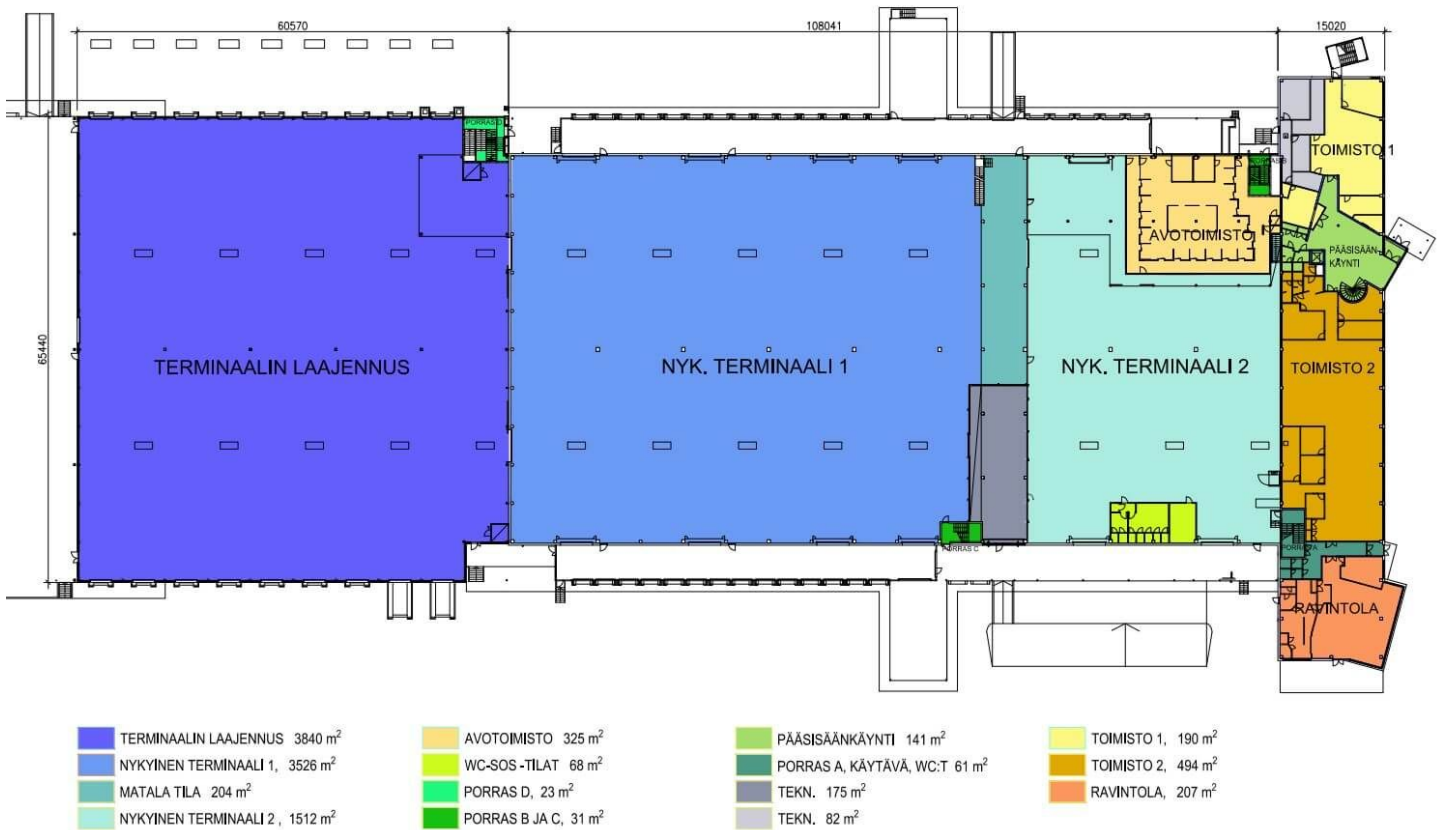 60570
108041
15020
65440
PORRAS D
PORRAS B
TOIMISTO 1
AVOTOIMISTO
PÄÄSISÄÄN-
KÄYNTI
TERMINAALIN LAAJENNUS
NYK. TERMINAALI 1
NYK. TERMINAALI 2
TOIMISTO 2
PORRAS C
PORRAS A
RAVINTOLA
TERMINAALIN LAAJENNUS 3840 m²
NYKYINEN TERMINAALI 1, 3526 m²
MATALA TILA 204 m²
NYKYINEN TERMINAALI 2 , 1512 m²
AVOTOIMISTO 325 m²
WC-SOS -TILAT 68 m²
PORRAS D, 23 m²
PORRAS B JA C, 31 m²
PÄÄSISÄÄNKÄYNTI 141 m²
PORRAS A, KÄYTÄVÄ, WC:T 61 m²
TEKN. 175 m²
TEKN. 82 m²
TOIMISTO 1, 190 m²
TOIMISTO 2, 494 m²
RAVINTOLA, 207 m²